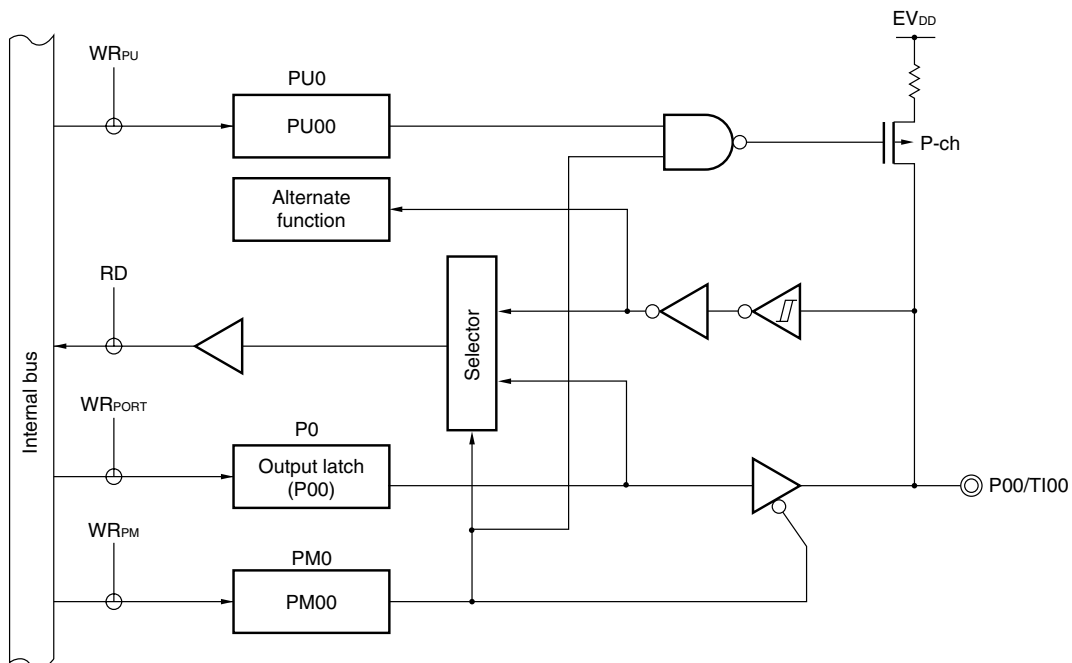 EVDD
WRPU
PU0
PU00
P-ch
Alternate
function
RD
Selector
Internal bus
WRPORT
P0
Output latch
(P00)
P00/TI00
WRPM
PM0
PM00